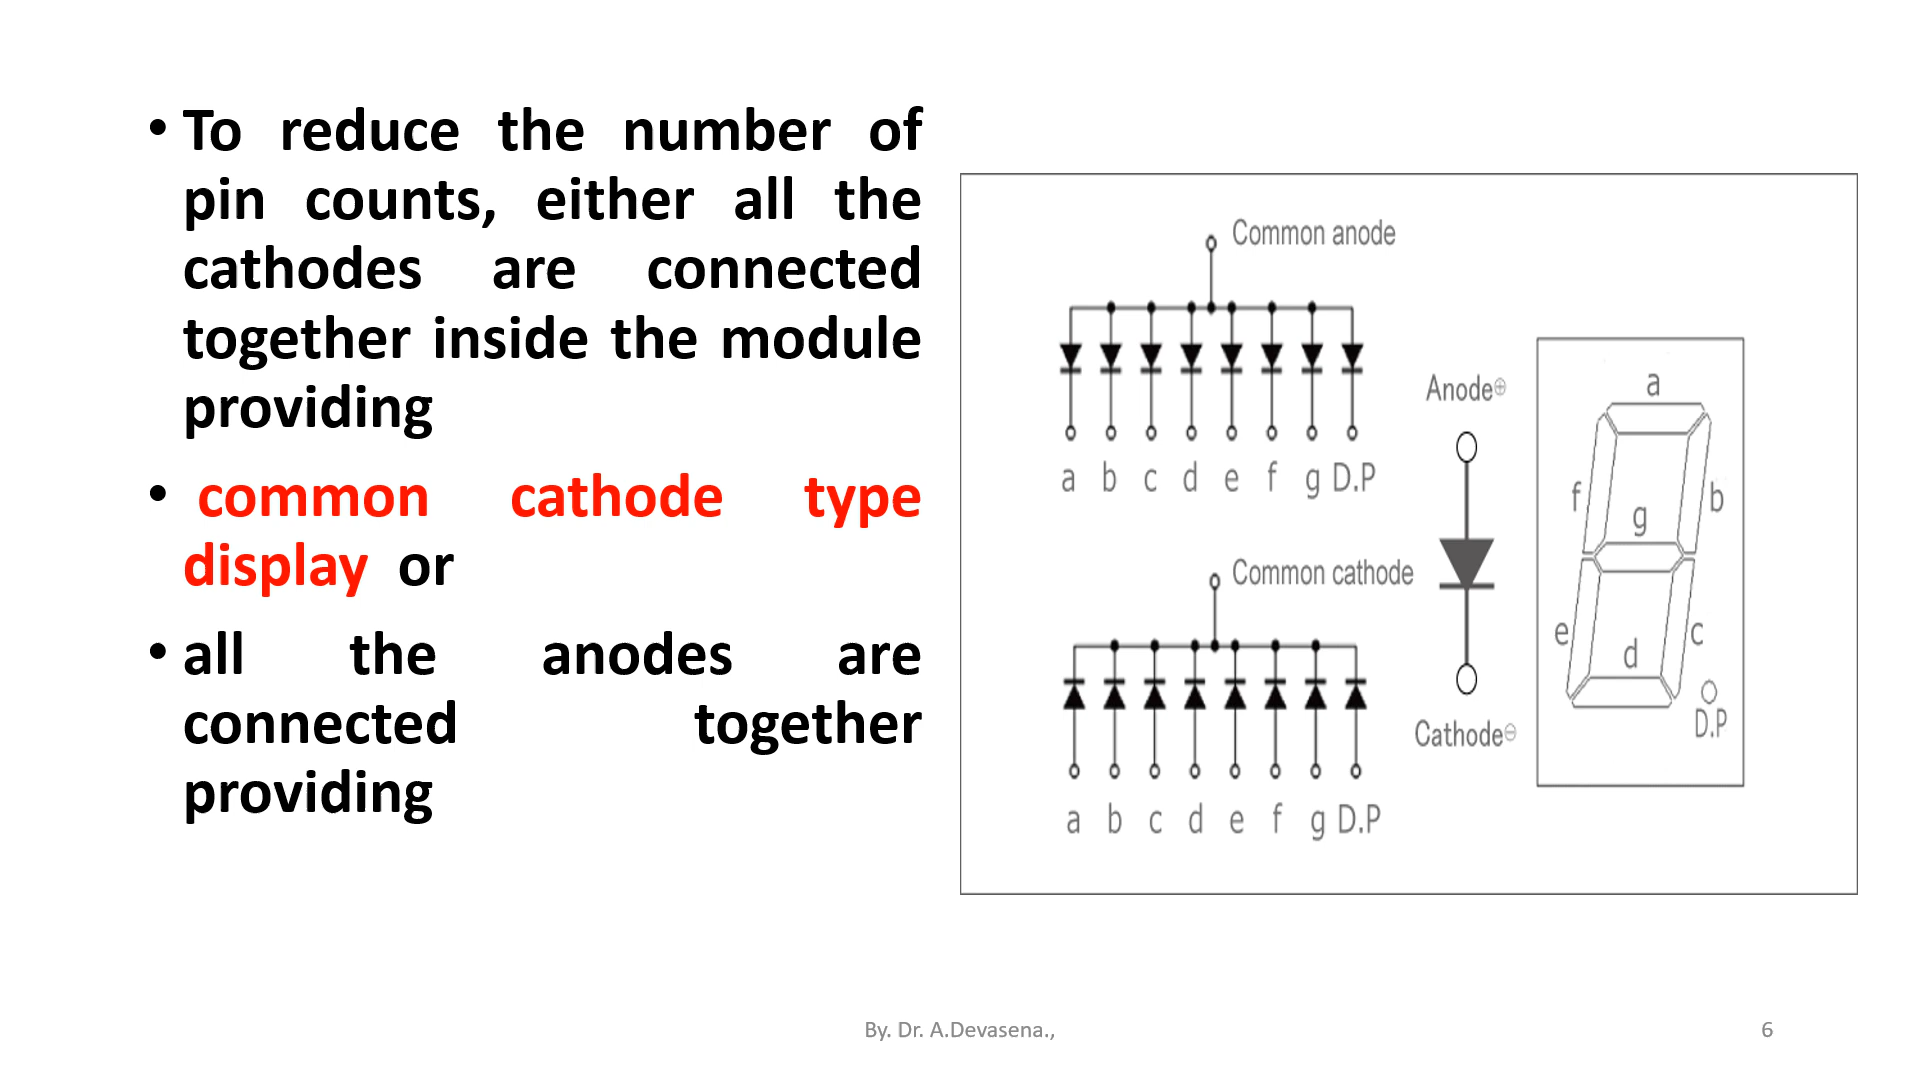 • To reduce the number of
pin counts, either all the
cathodes are connected
together inside the module
providing
• common cathode type
display or
• all the anodes are
connected together
providing
Common anode
a b c d e f g D.P
Common cathode
a b c d e f g D.P
Anode⊕
Cathode⊖
a
f
b
g
e
c
d
D.P
By. Dr. A.Devasena.,
6